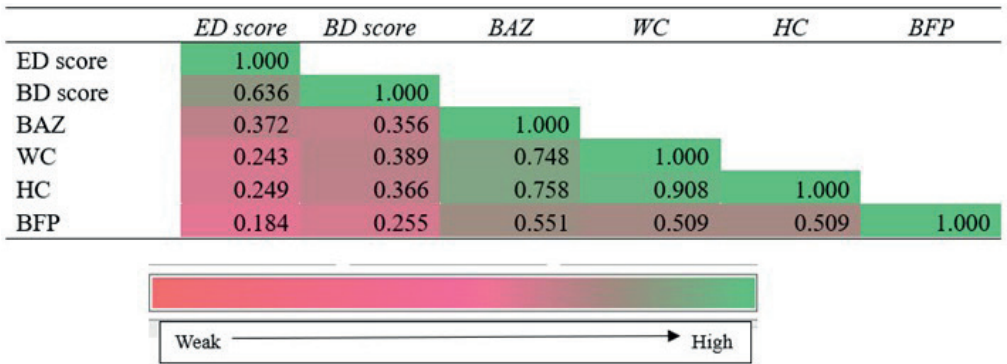 ED score BD score BAZ WC HC BFP
ED score 1.000
BD score 0.636 1.000
BAZ 0.372 0.356 1.000
WC 0.243 0.389 0.748 1.000
HC 0.249 0.366 0.758 0.908 1.000
BFP 0.184 0.255 0.551 0.509 0.509 1.000
Weak High